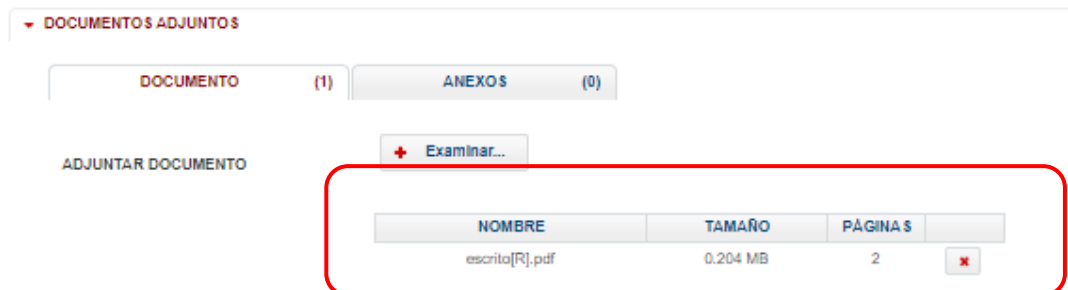 DOCUMENTOS ADJUNTOS
DOCUMENTO (1) ANEXOS (0)
ADJUNTAR DOCUMENTO
Examinar...
NOMBRE TAMAÑO PÁGINAS
escrito[R].pdf 0.204 MB 2